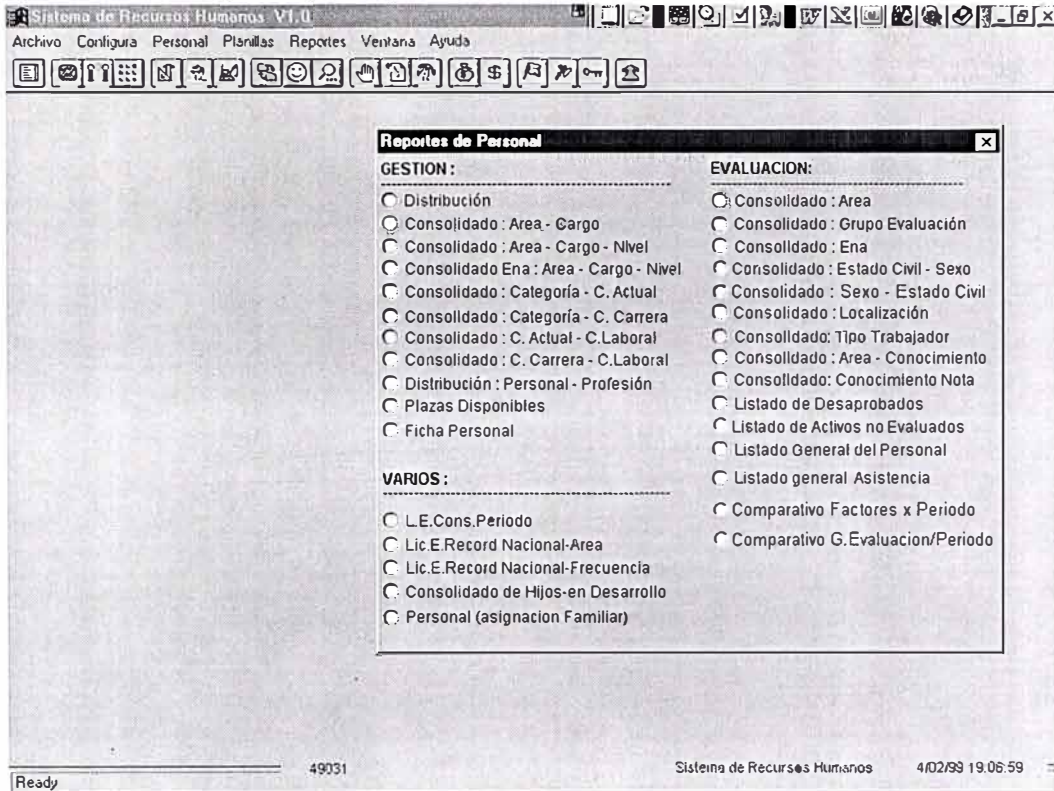 Sistema de Recursos Humanos V1.0
Archivo Configura Personal Planillas Reportes Ventana Ayuda
Reportes de Personal
GESTION :
Distribución
Consolidado : Area - Cargo
Consolidado : Area - Cargo - Nivel
Consolidado Ena : Area - Cargo - Nivel
Consolidado : Categoría - C. Actual
Consolidado : Categoría - C. Carrera
Consolidado : C. Actual - C.Laboral
Consolidado : C. Carrera - C.Laboral
Distribución : Personal - Profesión
Plazas Disponibles
Ficha Personal
VARIOS :
L.E.Cons.Periodo
Lic.E.Record Nacional-Area
Lic.E.Record Nacional-Frecuencia
Consolidado de Hijos-en Desarrollo
Personal (asignacion Familiar)
EVALUACION:
Consolidado : Area
Consolidado : Grupo Evaluación
Consolidado : Ena
Consolidado : Estado Civil - Sexo
Consolidado : Sexo - Estado Civil
Consolidado : Localización
Consolidado: Tipo Trabajador
Consolidado : Area - Conocimiento
Consolidado: Conocimiento Nota
Listado de Desaprobados
Listado de Activos no Evaluados
Listado General del Personal
Listado general Asistencia
Comparativo Factores x Periodo
Comparativo G.Evaluacion/Periodo
Ready 49031 Sistema de Recursos Humanos 4/02/99 19:06:59